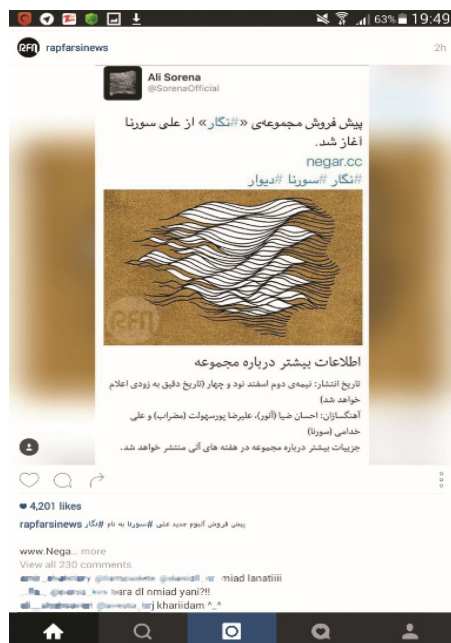 63% 19:49
RFN rapfarsinews 2h
Ali Sorena
@SorenaOfficial
پیش فروش مجموعه‌ی «#نگار» از علی سورنا
آغاز شد.
negar.cc
#نگار #سورنا #دیوار
RFN
اطلاعات بیشتر درباره مجموعه
تاریخ انتشار: نیمه‌ی دوم اسفند نود و چهار (تاریخ دقیق به زودی اعلام
خواهد شد)
آهنگسازان: احسان ضیا (آتور)، علیرضا پورسهولت (مضراب) و علی
خدامی (سورنا)
جزییات بیشتر درباره مجموعه در هفته های آتی منتشر خواهد شد.
4,201 likes
rapfarsinews پیش فروش آلبوم جدید علی #سورنا به نام #نگار
www.Nega... more
View all 230 comments
miad lanatiiii
bara dl nmiad yani?!!
khariidam ^_^